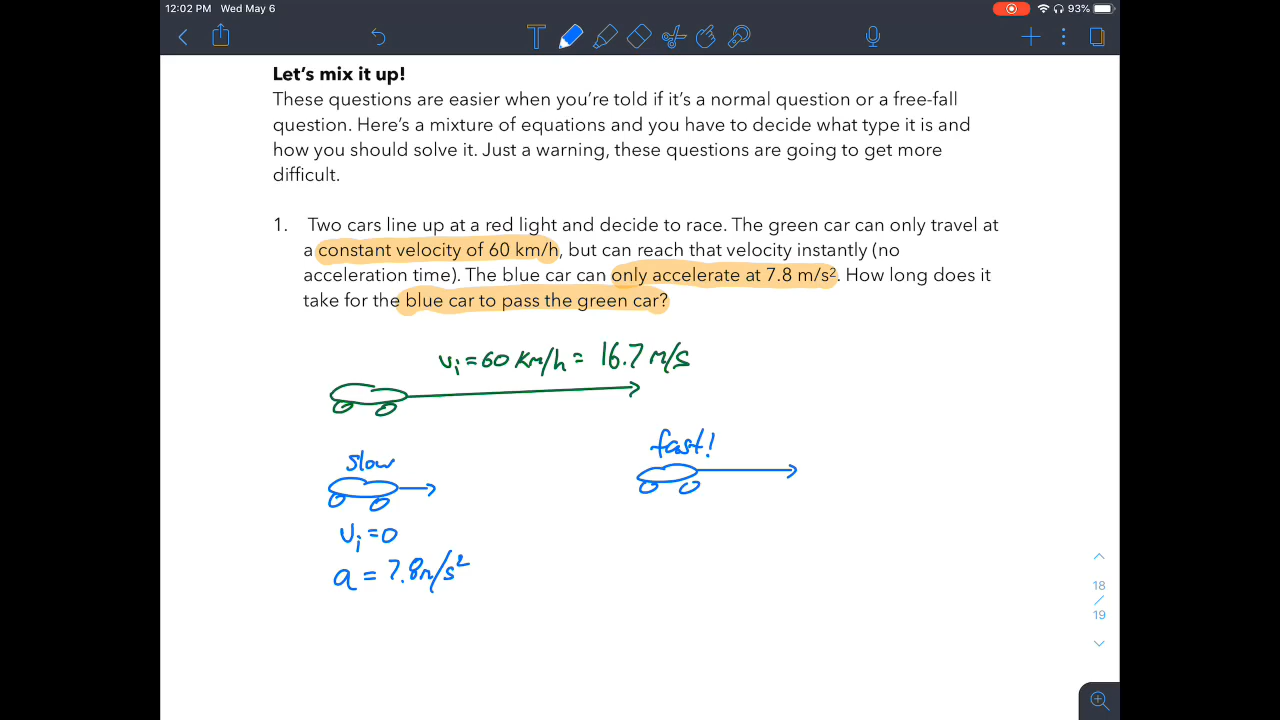 12:02 PM Wed May 6
93%
T
Let's mix it up!
These questions are easier when you're told if it's a normal question or a free-fall
question. Here's a mixture of equations and you have to decide what type it is and
how you should solve it. Just a warning, these questions are going to get more
difficult.
1. Two cars line up at a red light and decide to race. The green car can only travel at
a constant velocity of 60 km/h, but can reach that velocity instantly (no
acceleration time). The blue car can only accelerate at 7.8 m/s². How long does it
take for the blue car to pass the green car?
vᵢ = 60 km/h = 16.7 m/s
fast!
slow
vᵢ = 0
a = 7.8m/s²
18
/
19